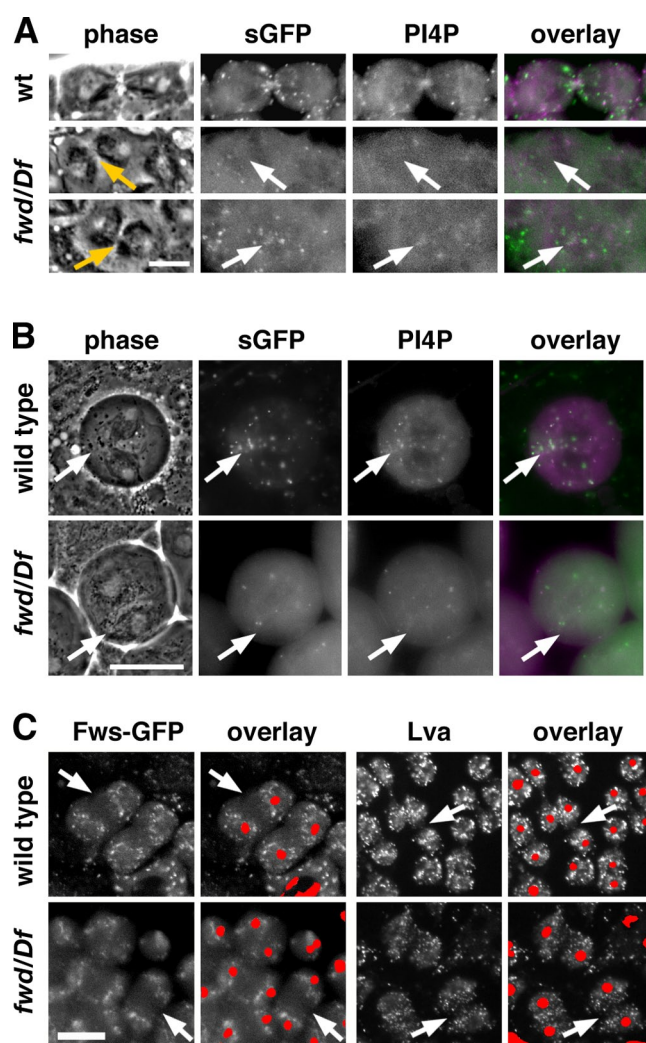 A
phase sGFP PI4P overlay
wt
fwd/Df
B
phase sGFP PI4P overlay
wild type
fwd/Df
C
Fws-GFP overlay Lva overlay
wild type
fwd/Df